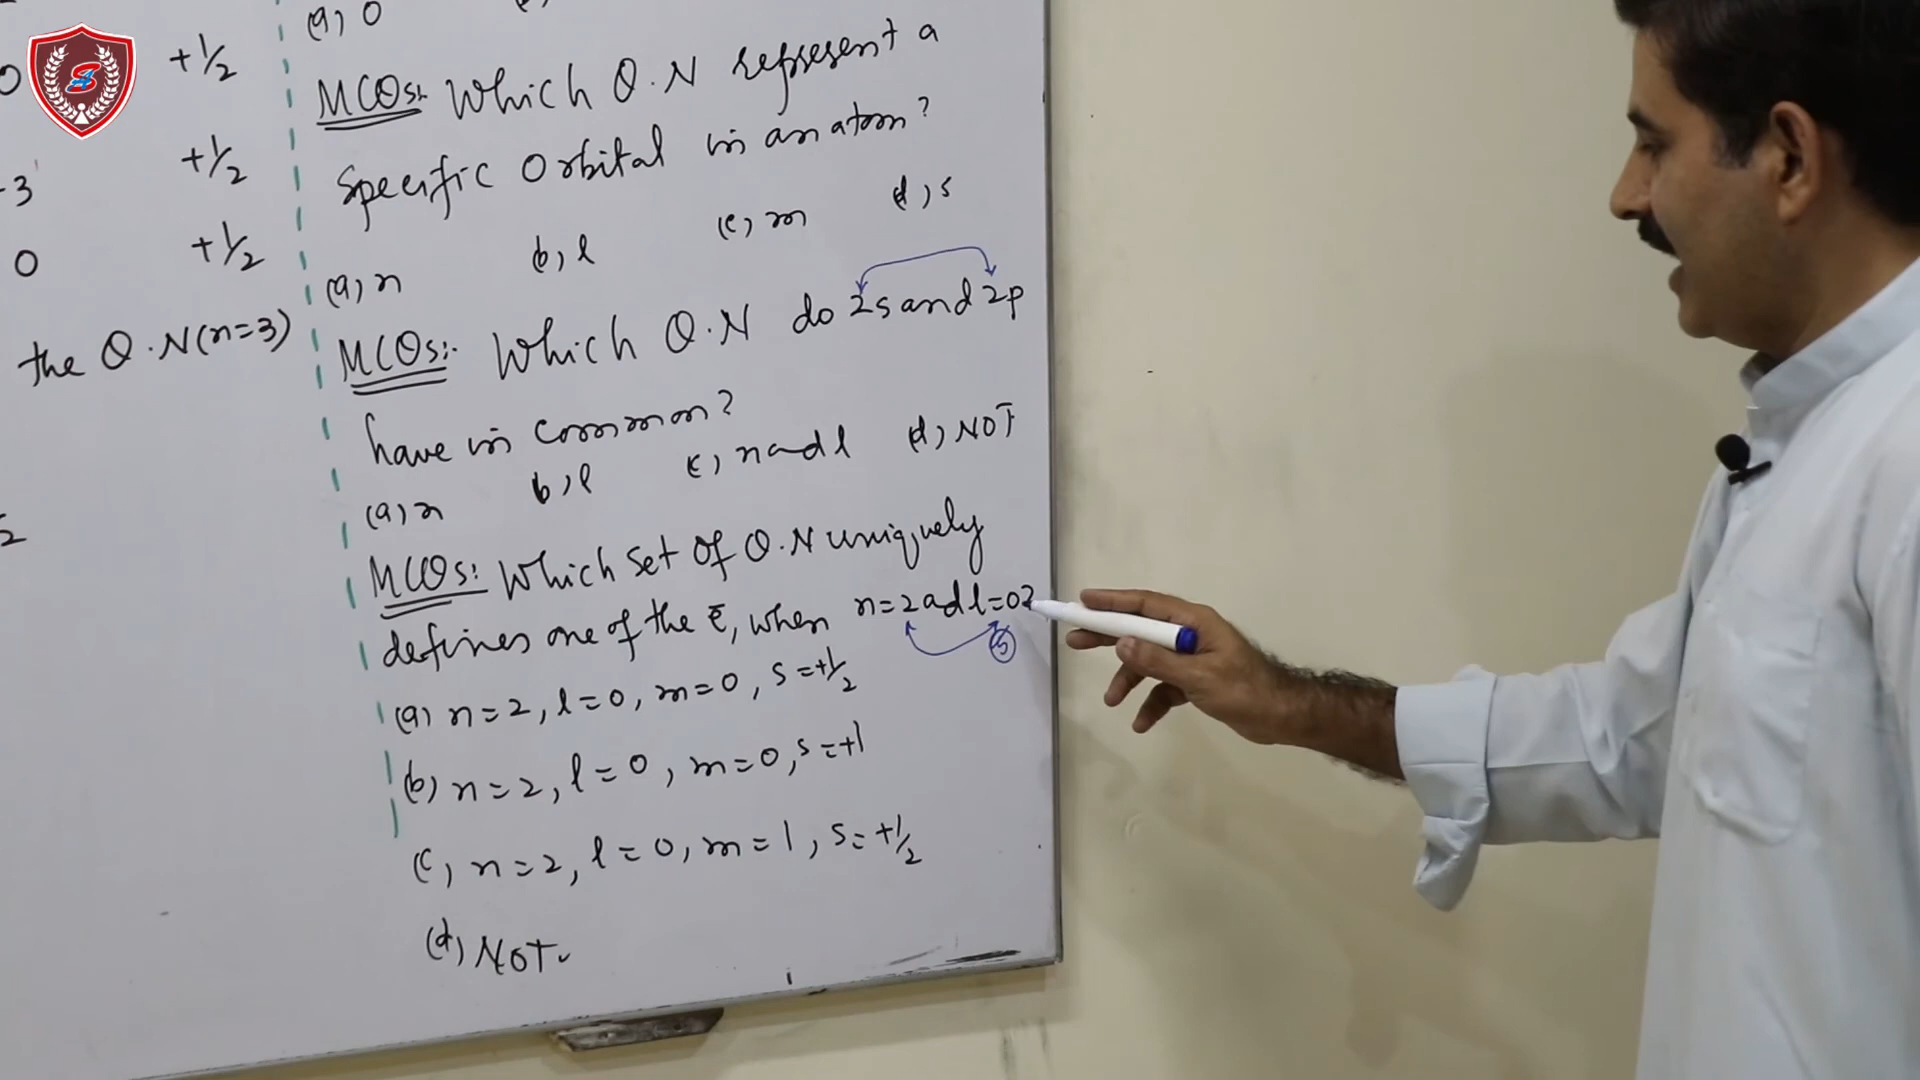 0 +1/2
-3 +1/2
0 +1/2
the Q.N(n=3)
(a), 0
MCQs:- Which Q.N represent a
Specific Orbital in an atom?
(a), n (b, l (c, m d, s
MCQs:- Which Q.N do 2s and 2p
have in common?
(a), n b, l c, n ad l d, NOT
MCQs: Which set of Q.N uniquely
defines one of the ē, when n=2 ad l=0?
S
(a) n=2, l=0, m=0, s=+1/2
(b) n=2, l=0, m=0, s=+1
(c, n=2, l=0, m=1, s=+1/2
(d) NOT.